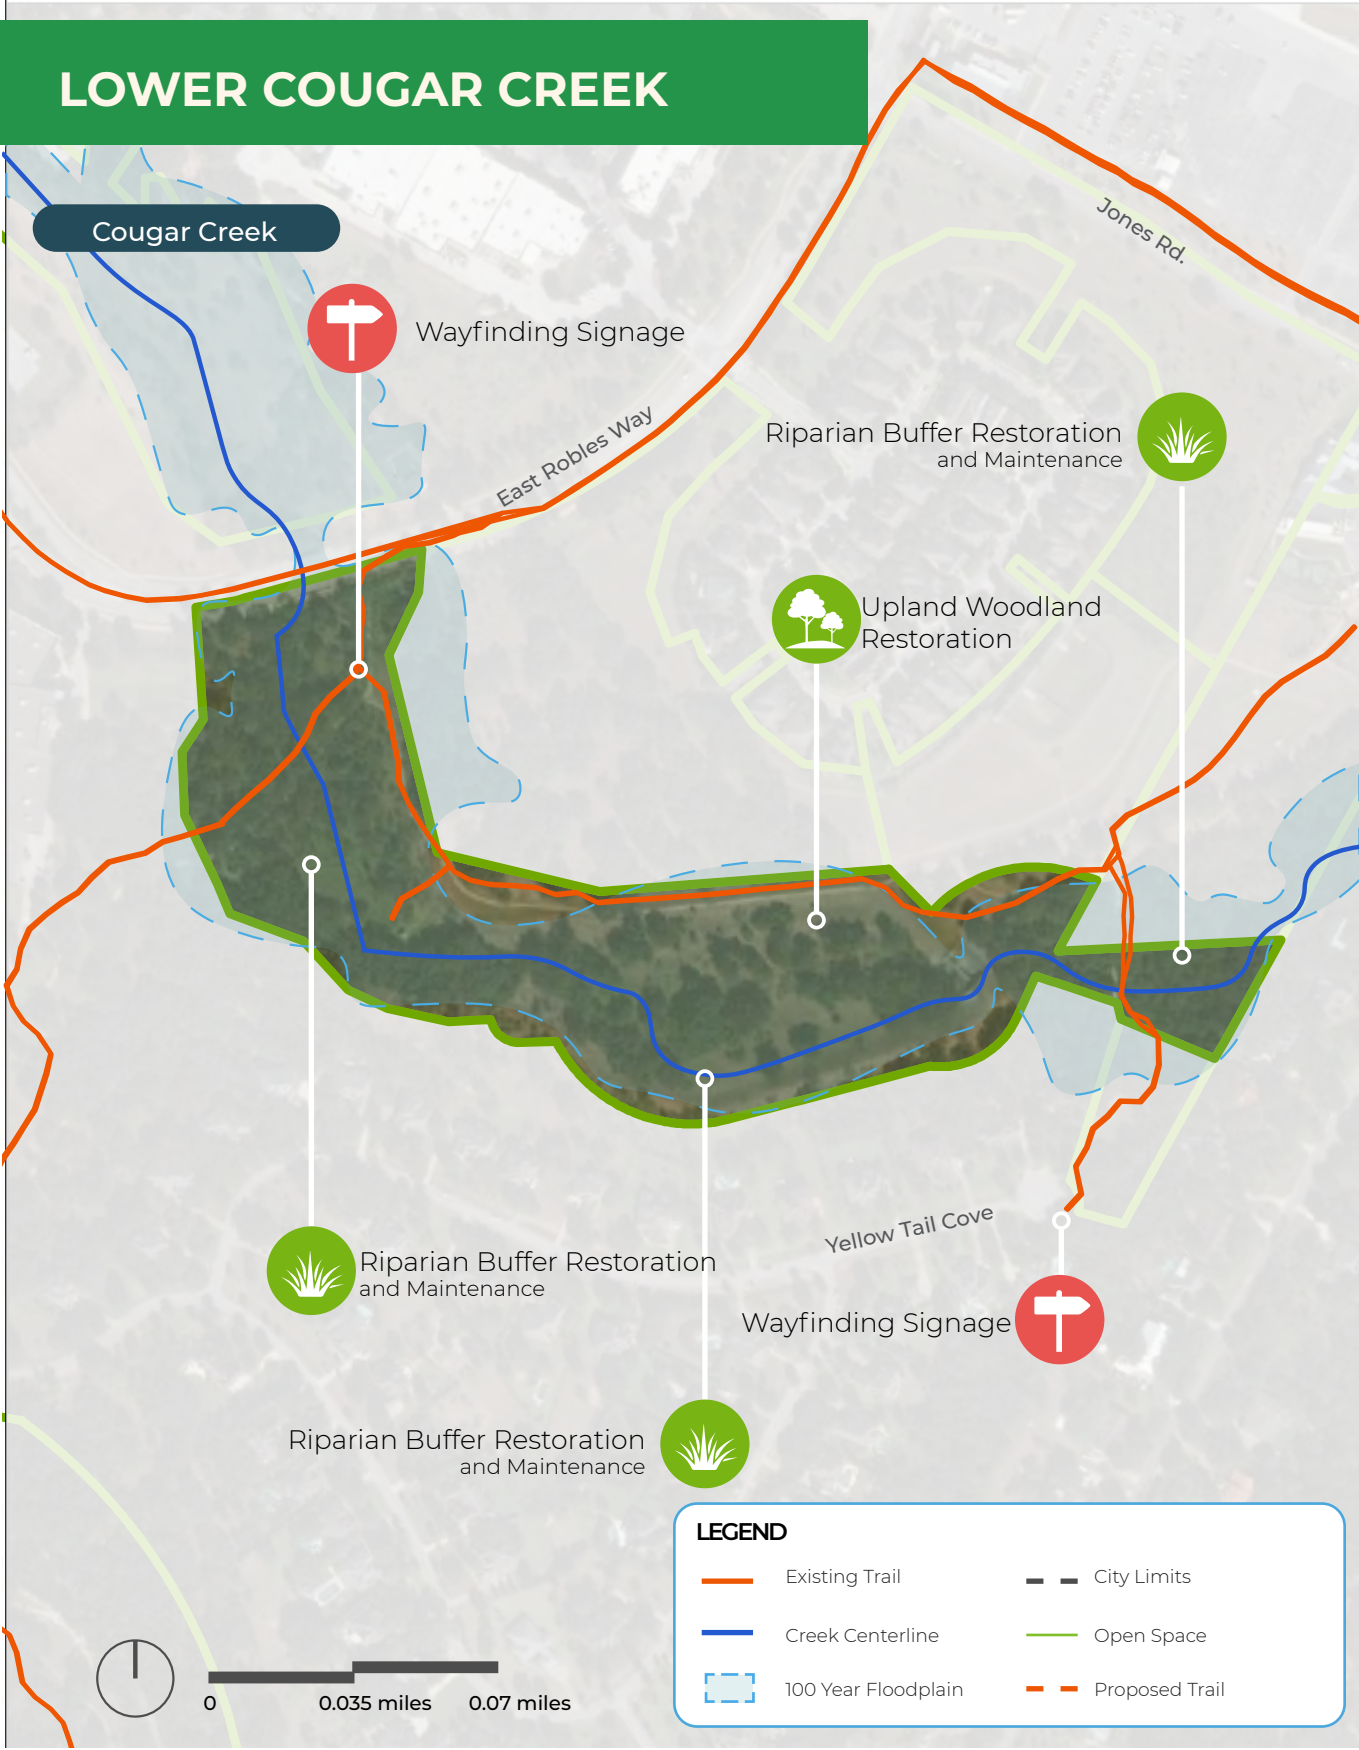 LOWER COUGAR CREEK
Cougar Creek
Jones Rd.
Wayfinding Signage
East Robles Way
Riparian Buffer Restoration
and Maintenance
Upland Woodland
Restoration
Yellow Tail Cove
Riparian Buffer Restoration
and Maintenance
Wayfinding Signage
Riparian Buffer Restoration
and Maintenance
LEGEND
Existing Trail
City Limits
Creek Centerline
Open Space
100 Year Floodplain
Proposed Trail
0 0.035 miles 0.07 miles